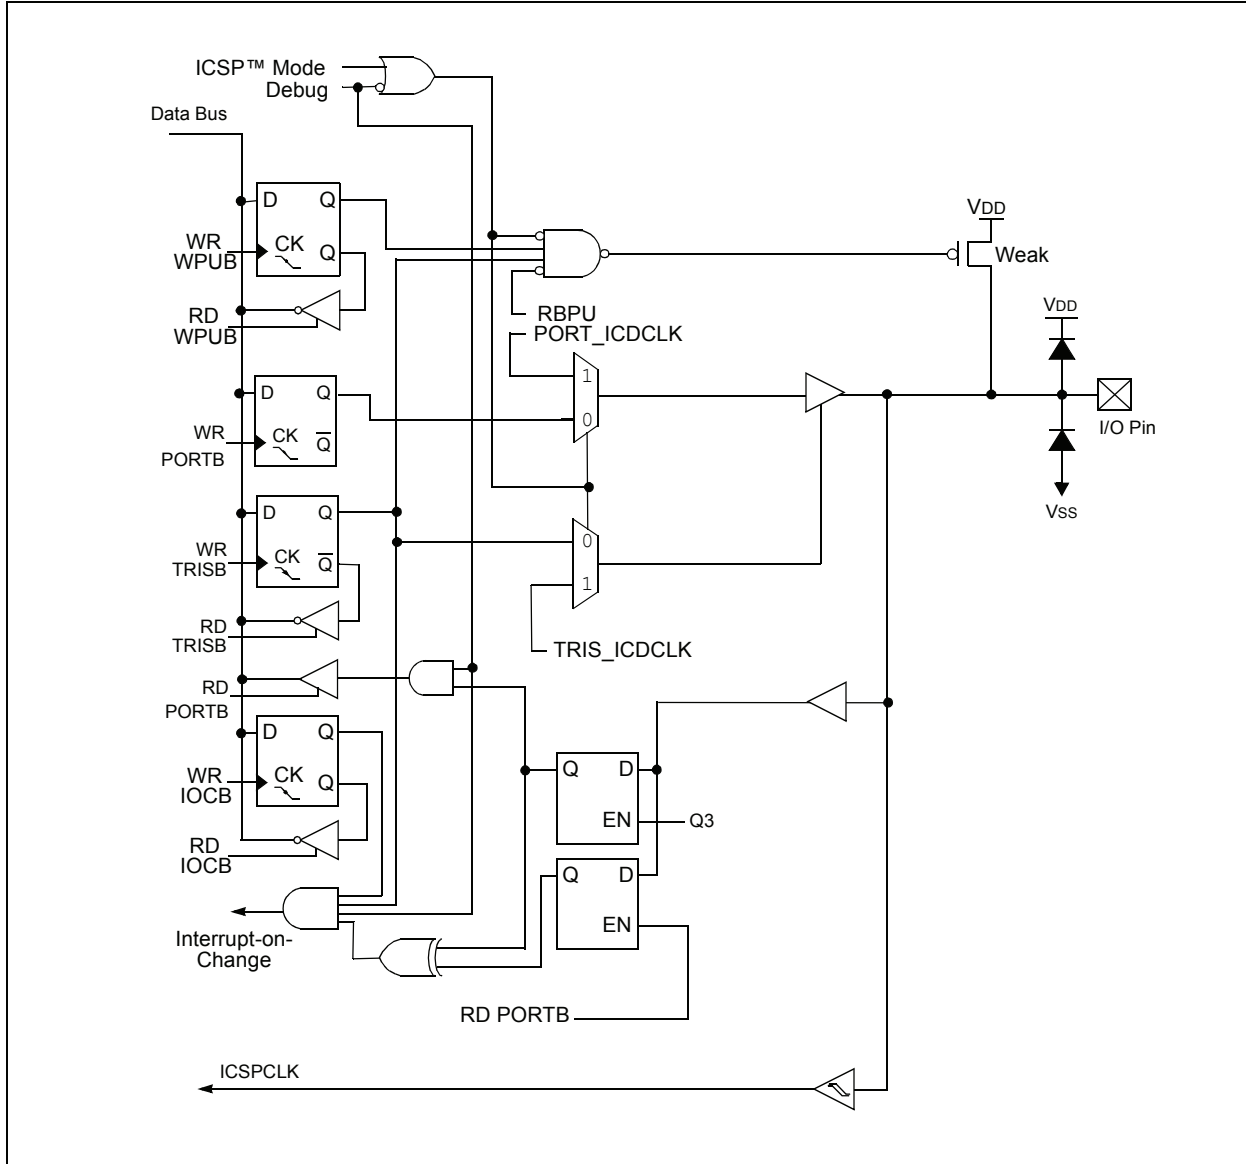 ICSP™ Mode
Debug
Data Bus
D Q
WR
WPUB
CK Q
RD
WPUB
VDD
Weak
RBPU
PORT_ICDCLK
VDD
1
0
D Q
WR
PORTB
CK Q̅
I/O Pin
VSS
D Q
WR
TRISB
CK Q̅
0
1
RD
TRISB
TRIS_ICDCLK
RD
PORTB
D Q
WR
IOCB
CK Q
Q D
EN
Q3
RD
IOCB
Q D
EN
Interrupt-on-
Change
RD PORTB
ICSPCLK